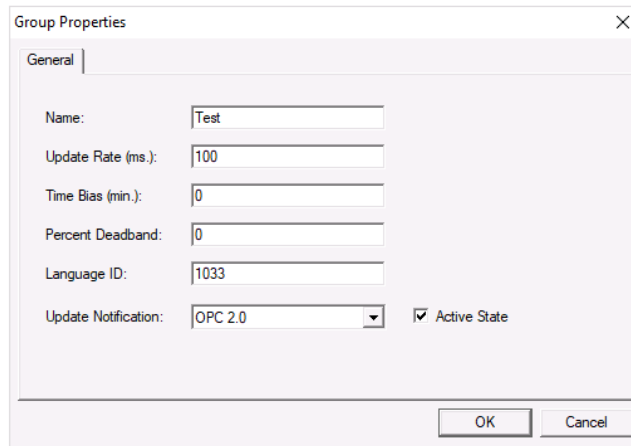 Group Properties
General
Name: Test
Update Rate (ms.): 100
Time Bias (min.): 0
Percent Deadband: 0
Language ID: 1033
Update Notification: OPC 2.0 Active State
OK Cancel